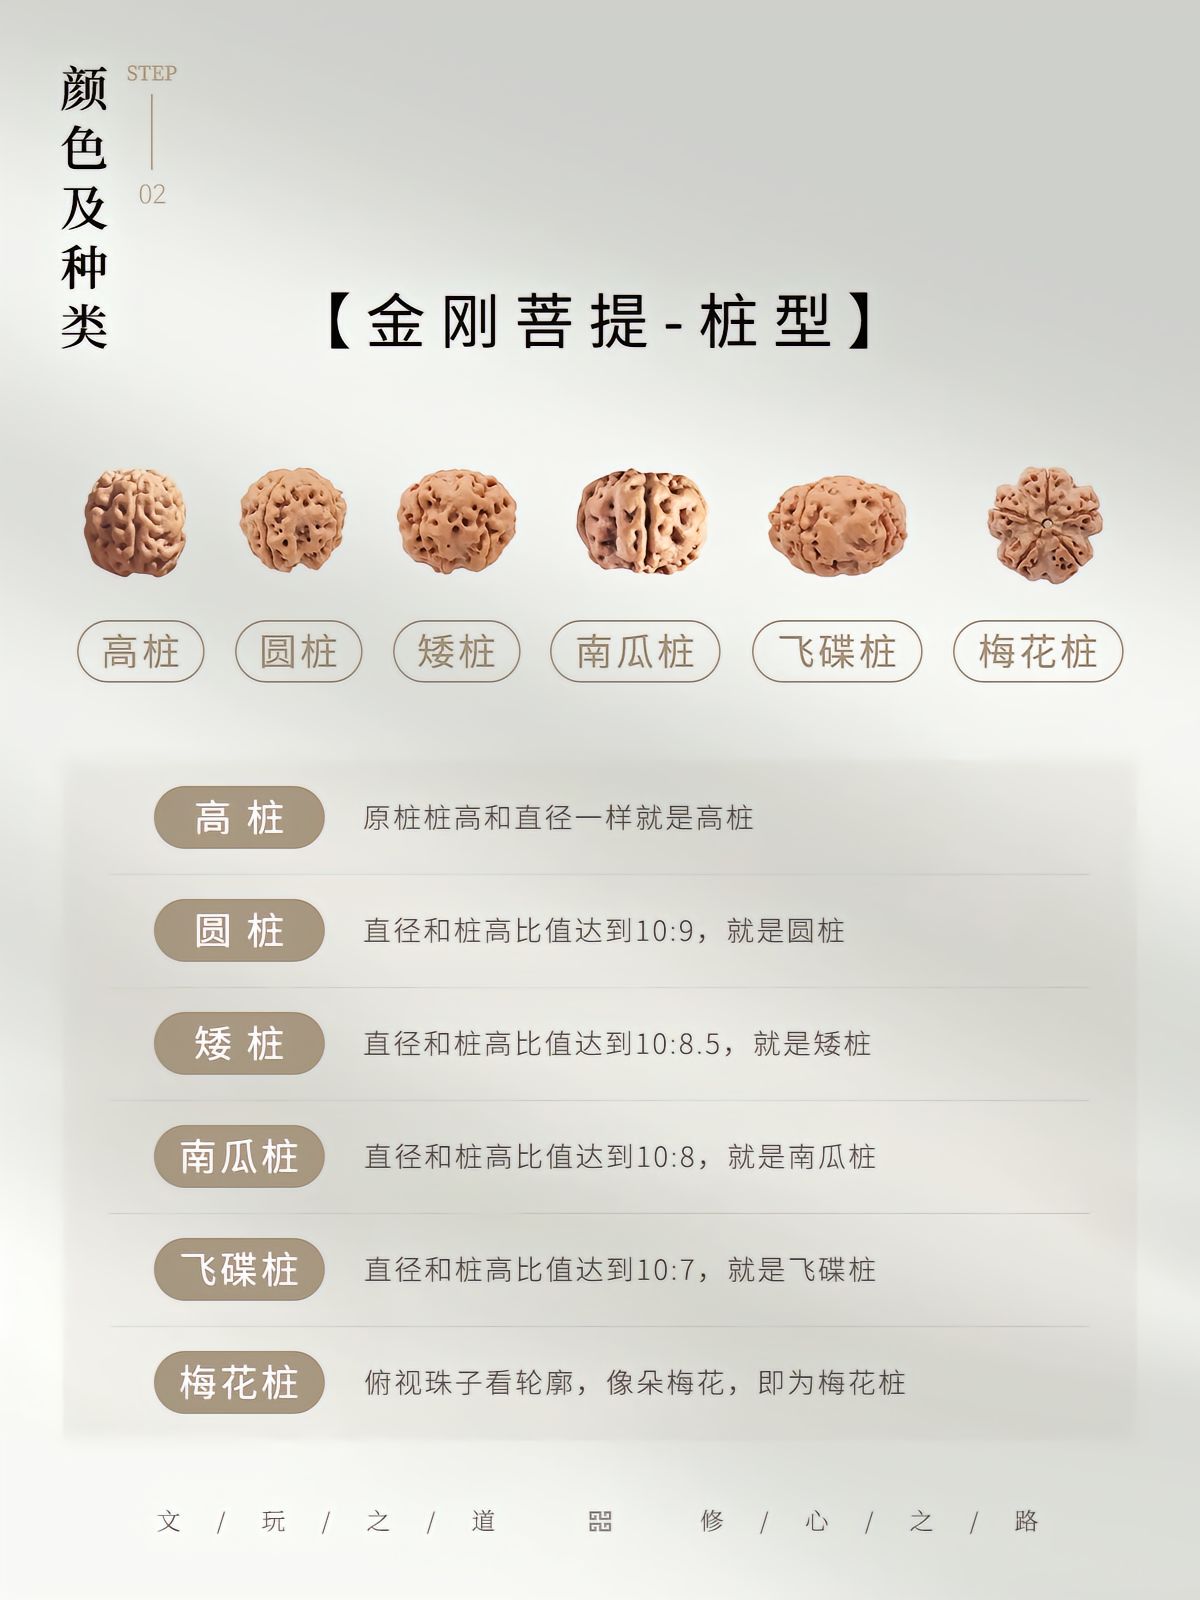 颜色及种类
STEP
02
【金刚菩提-桩型】
高桩
圆桩
矮桩
南瓜桩
飞碟桩
梅花桩
高桩 原桩桩高和直径一样就是高桩
圆桩 直径和桩高比值达到10:9，就是圆桩
矮桩 直径和桩高比值达到10:8.5，就是矮桩
南瓜桩 直径和桩高比值达到10:8，就是南瓜桩
飞碟桩 直径和桩高比值达到10:7，就是飞碟桩
梅花桩 俯视珠子看轮廓，像朵梅花，即为梅花桩
文/玩/之/道 修/心/之/路